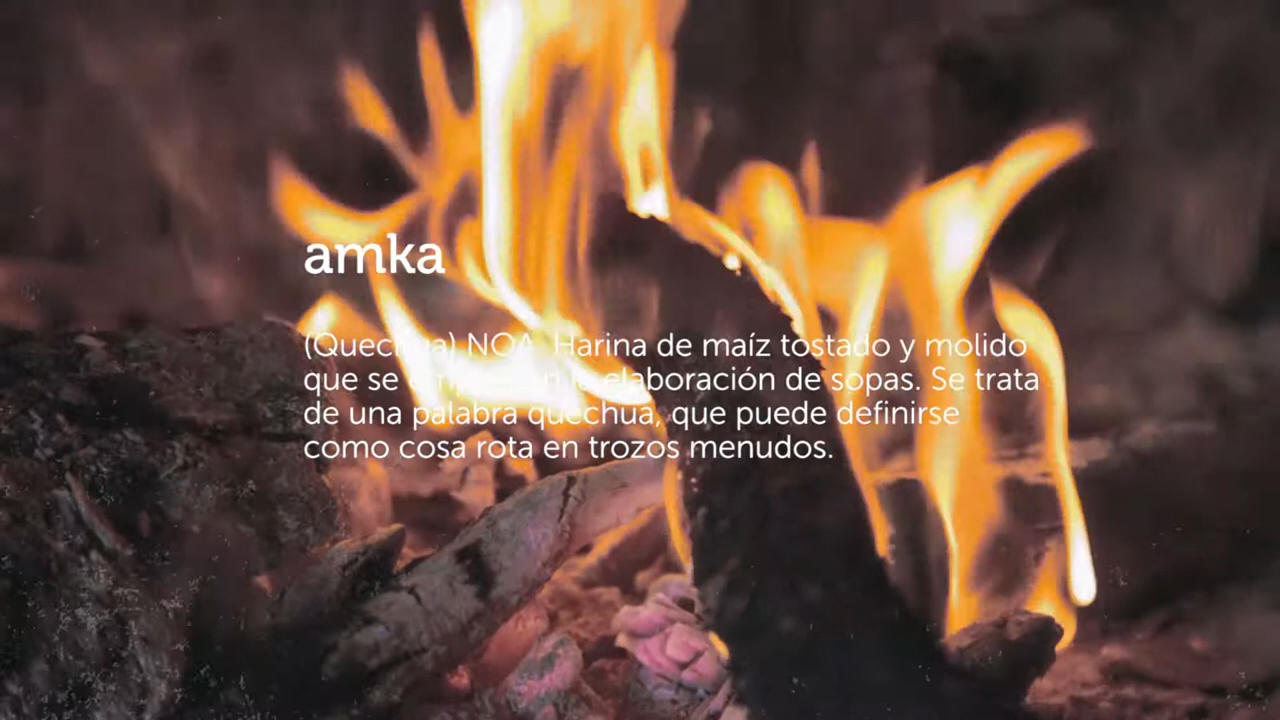 amka
(Quechua) NOA. Harina de maíz tostado y molido
que se elaboración de sopas. Se trata
de una palabra quechua, que puede definirse
como cosa rota en trozos menudos.